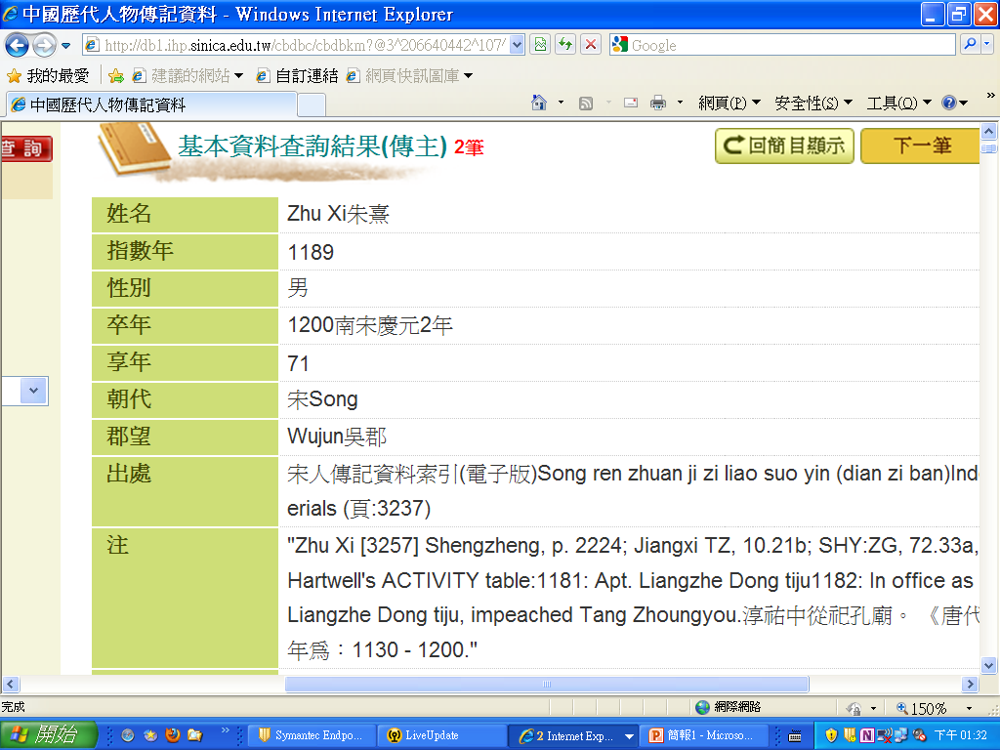 中國歷代人物傳記資料 - Windows Internet Explorer
http://db1.ihp.sinica.edu.tw/cbdbc/cbdbkm?@3^206640442^107/ Google
我的最愛 建議的網站 自訂連結 網頁快訊圖庫
中國歷代人物傳記資料 網頁(P) 安全性(S) 工具(O) »
查 詢
基本資料查詢結果(傳主) 2筆 回簡目顯示 下一筆
姓名 Zhu Xi朱熹
指數年 1189
性別 男
卒年 1200南宋慶元2年
享年 71
朝代 宋Song
郡望 Wujun吳郡
出處 宋人傳記資料索引(電子版)Song ren zhuan ji zi liao suo yin (dian zi ban)Ind
erials (頁:3237)
注 "Zhu Xi [3257] Shengzheng, p. 2224; Jiangxi TZ, 10.21b; SHY:ZG, 72.33a,
Hartwell's ACTIVITY table:1181: Apt. Liangzhe Dong tiju1182: In office as
Liangzhe Dong tiju, impeached Tang Zhoungyou.淳祐中從祀孔廟。 《唐代
年為：1130 - 1200."
完成 網際網路 150%
開始 » Symantec Endpo... LiveUpdate 2 Internet Exp... 簡報1 - Microso... 下午 01:32